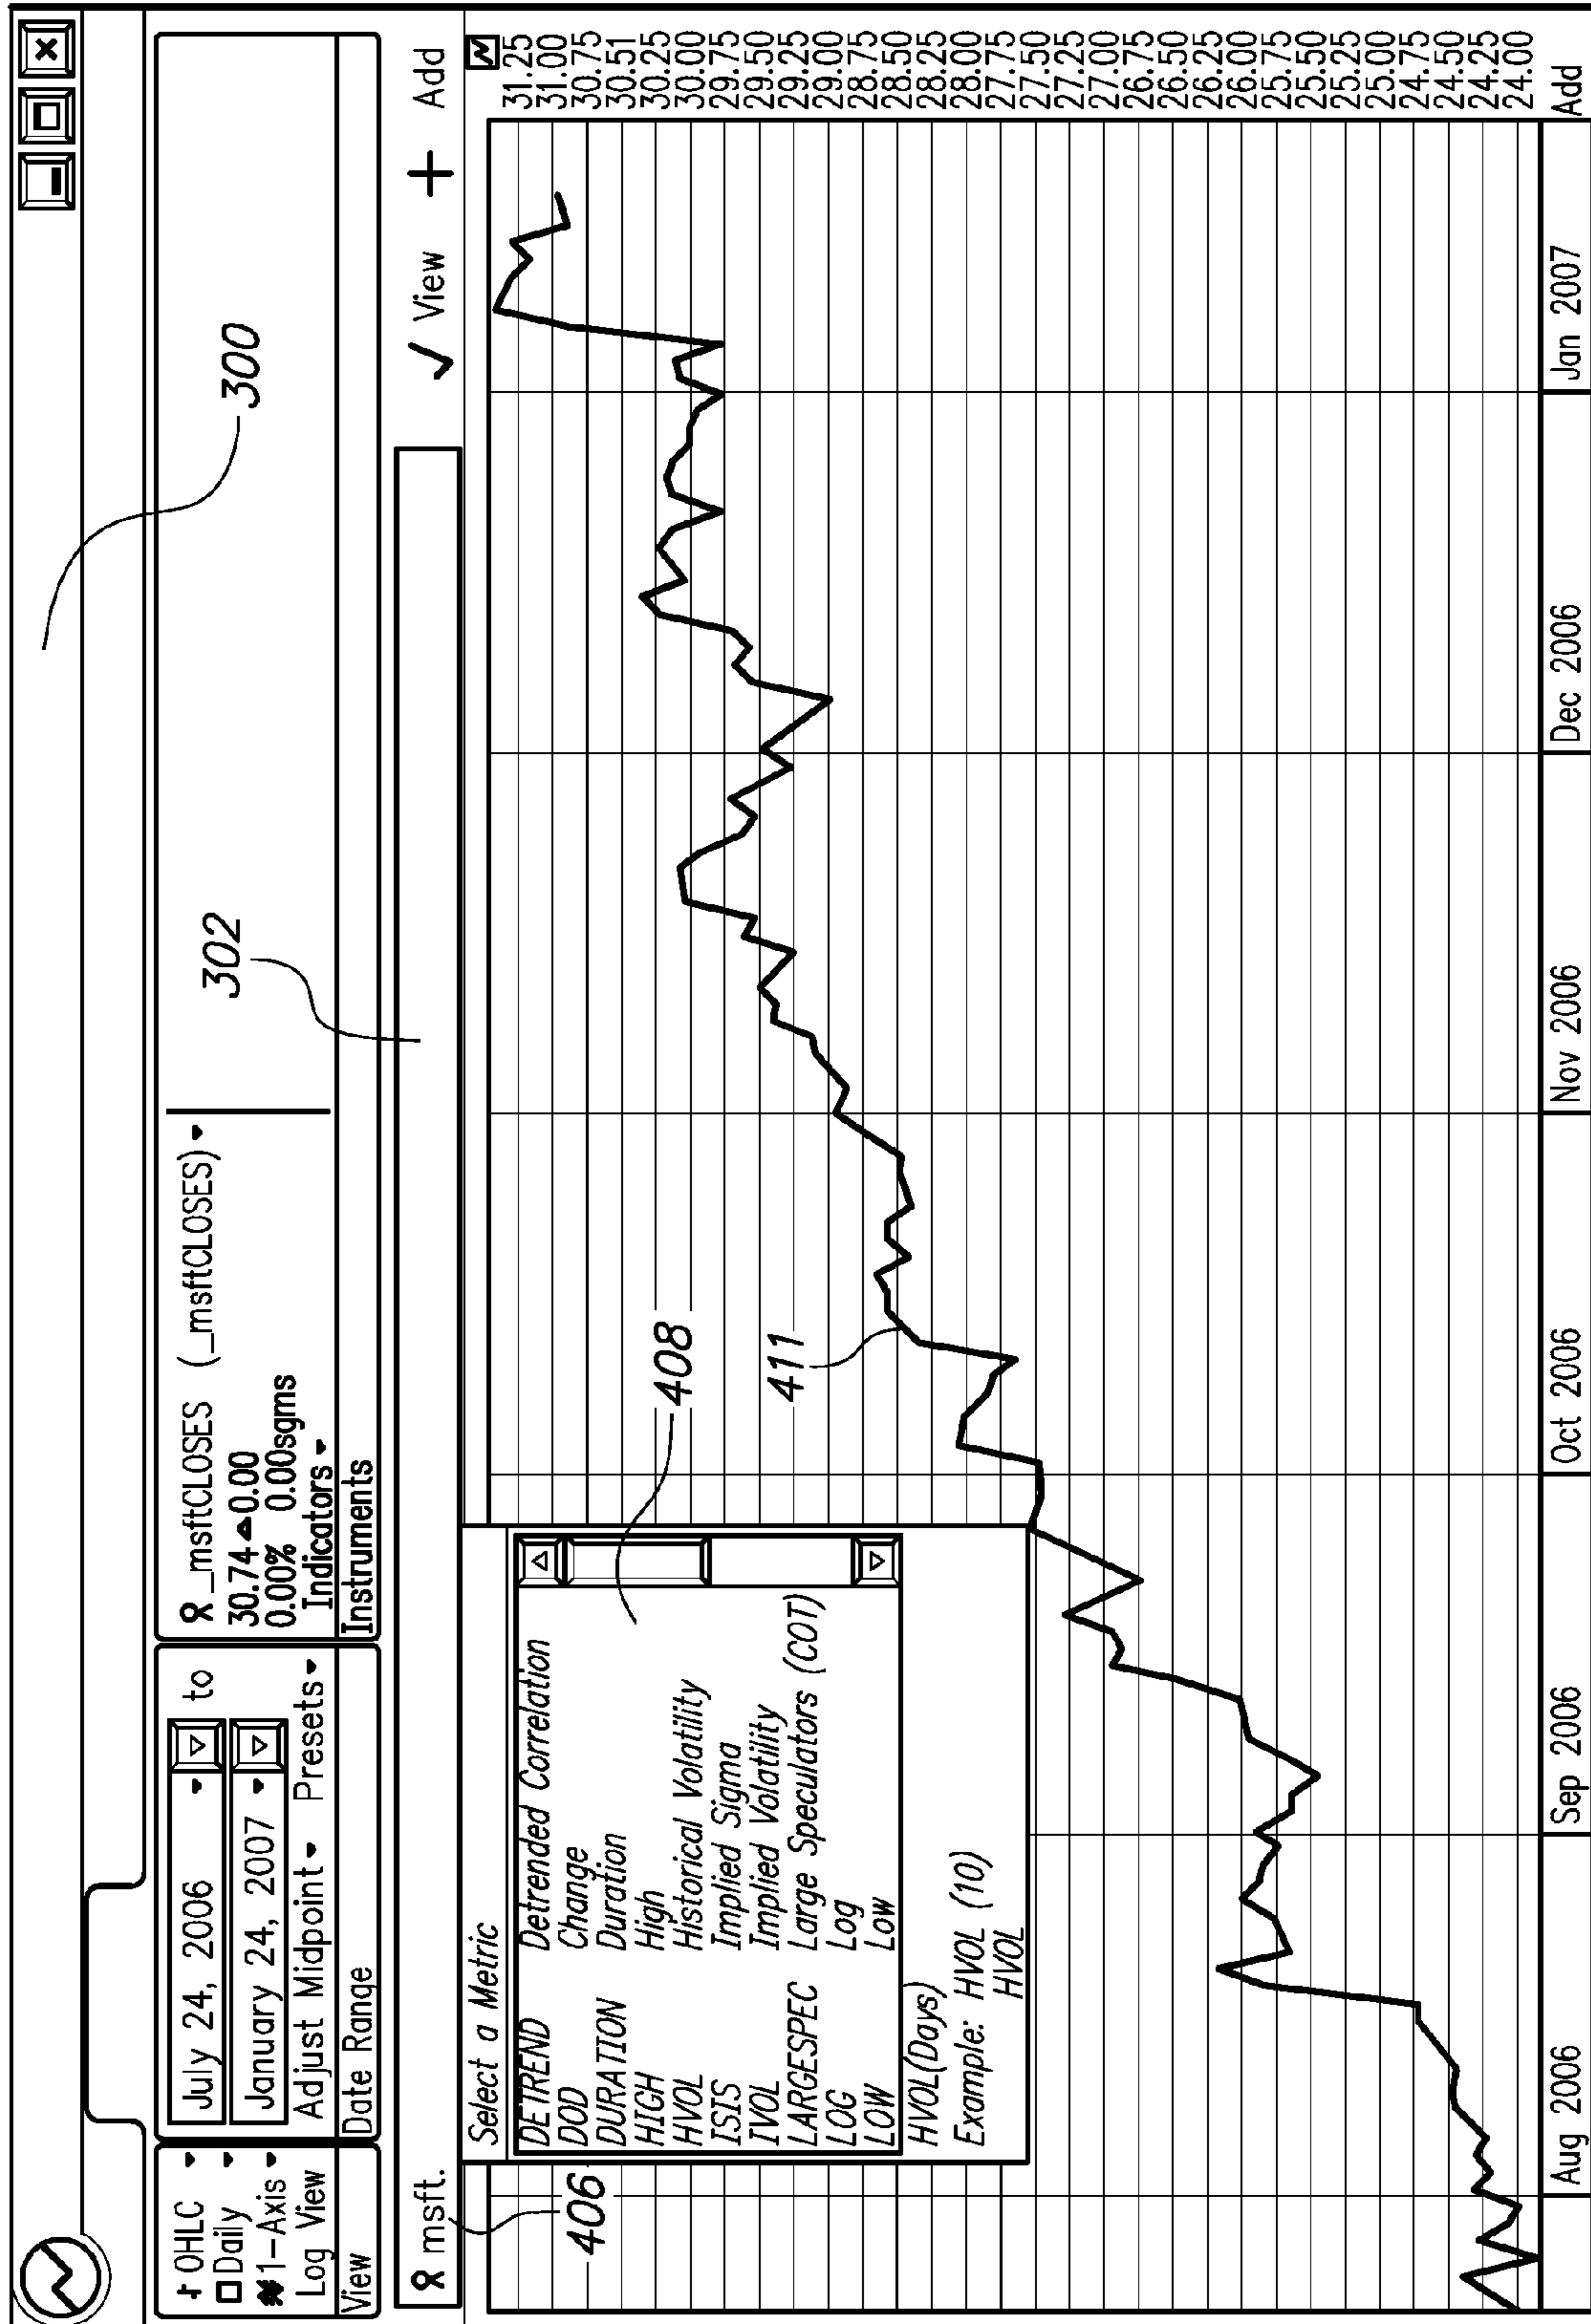 300
302
OHLC
Daily
1-Axis
Log View
View
July 24, 2006 to
January 24, 2007
Adjust Midpoint Presets
Date Range
_msftCLOSES (_msftCLOSES)
30.74 0.00
0.00% 0.00sgms
Indicators
Instruments
msft.
View + Add
406
Select a Metric
DETREND Detrended Correlation
DOD Change
DURATION Duration
HIGH High
HVOL Historical Volatility
ISIS Implied Sigma
IVOL Implied Volatility
LARGESPEC Large Speculators (COT)
LOG Log
LOW Low
HVOL(Days)
Example: HVOL (10)
HVOL
408
411
31.25
31.00
30.75
30.51
30.25
30.00
29.75
29.50
29.25
29.00
28.75
28.50
28.25
28.00
27.75
27.50
27.25
27.00
26.75
26.50
26.25
26.00
25.75
25.50
25.25
25.00
24.75
24.50
24.25
24.00
Aug 2006 Sep 2006 Oct 2006 Nov 2006 Dec 2006 Jan 2007 Add